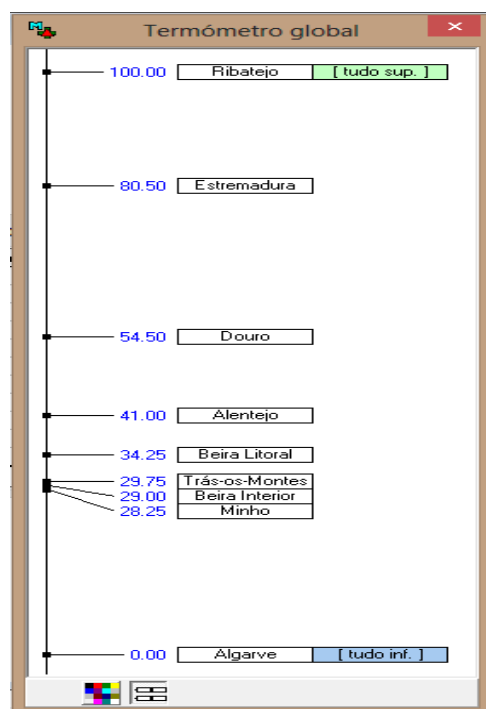 Termómetro global
100.00 Ribatejo [ tudo sup. ]
80.50 Estremadura
54.50 Douro
41.00 Alentejo
34.25 Beira Litoral
29.75 Trás-os-Montes
29.00 Beira Interior
28.25 Minho
0.00 Algarve [ tudo inf. ]